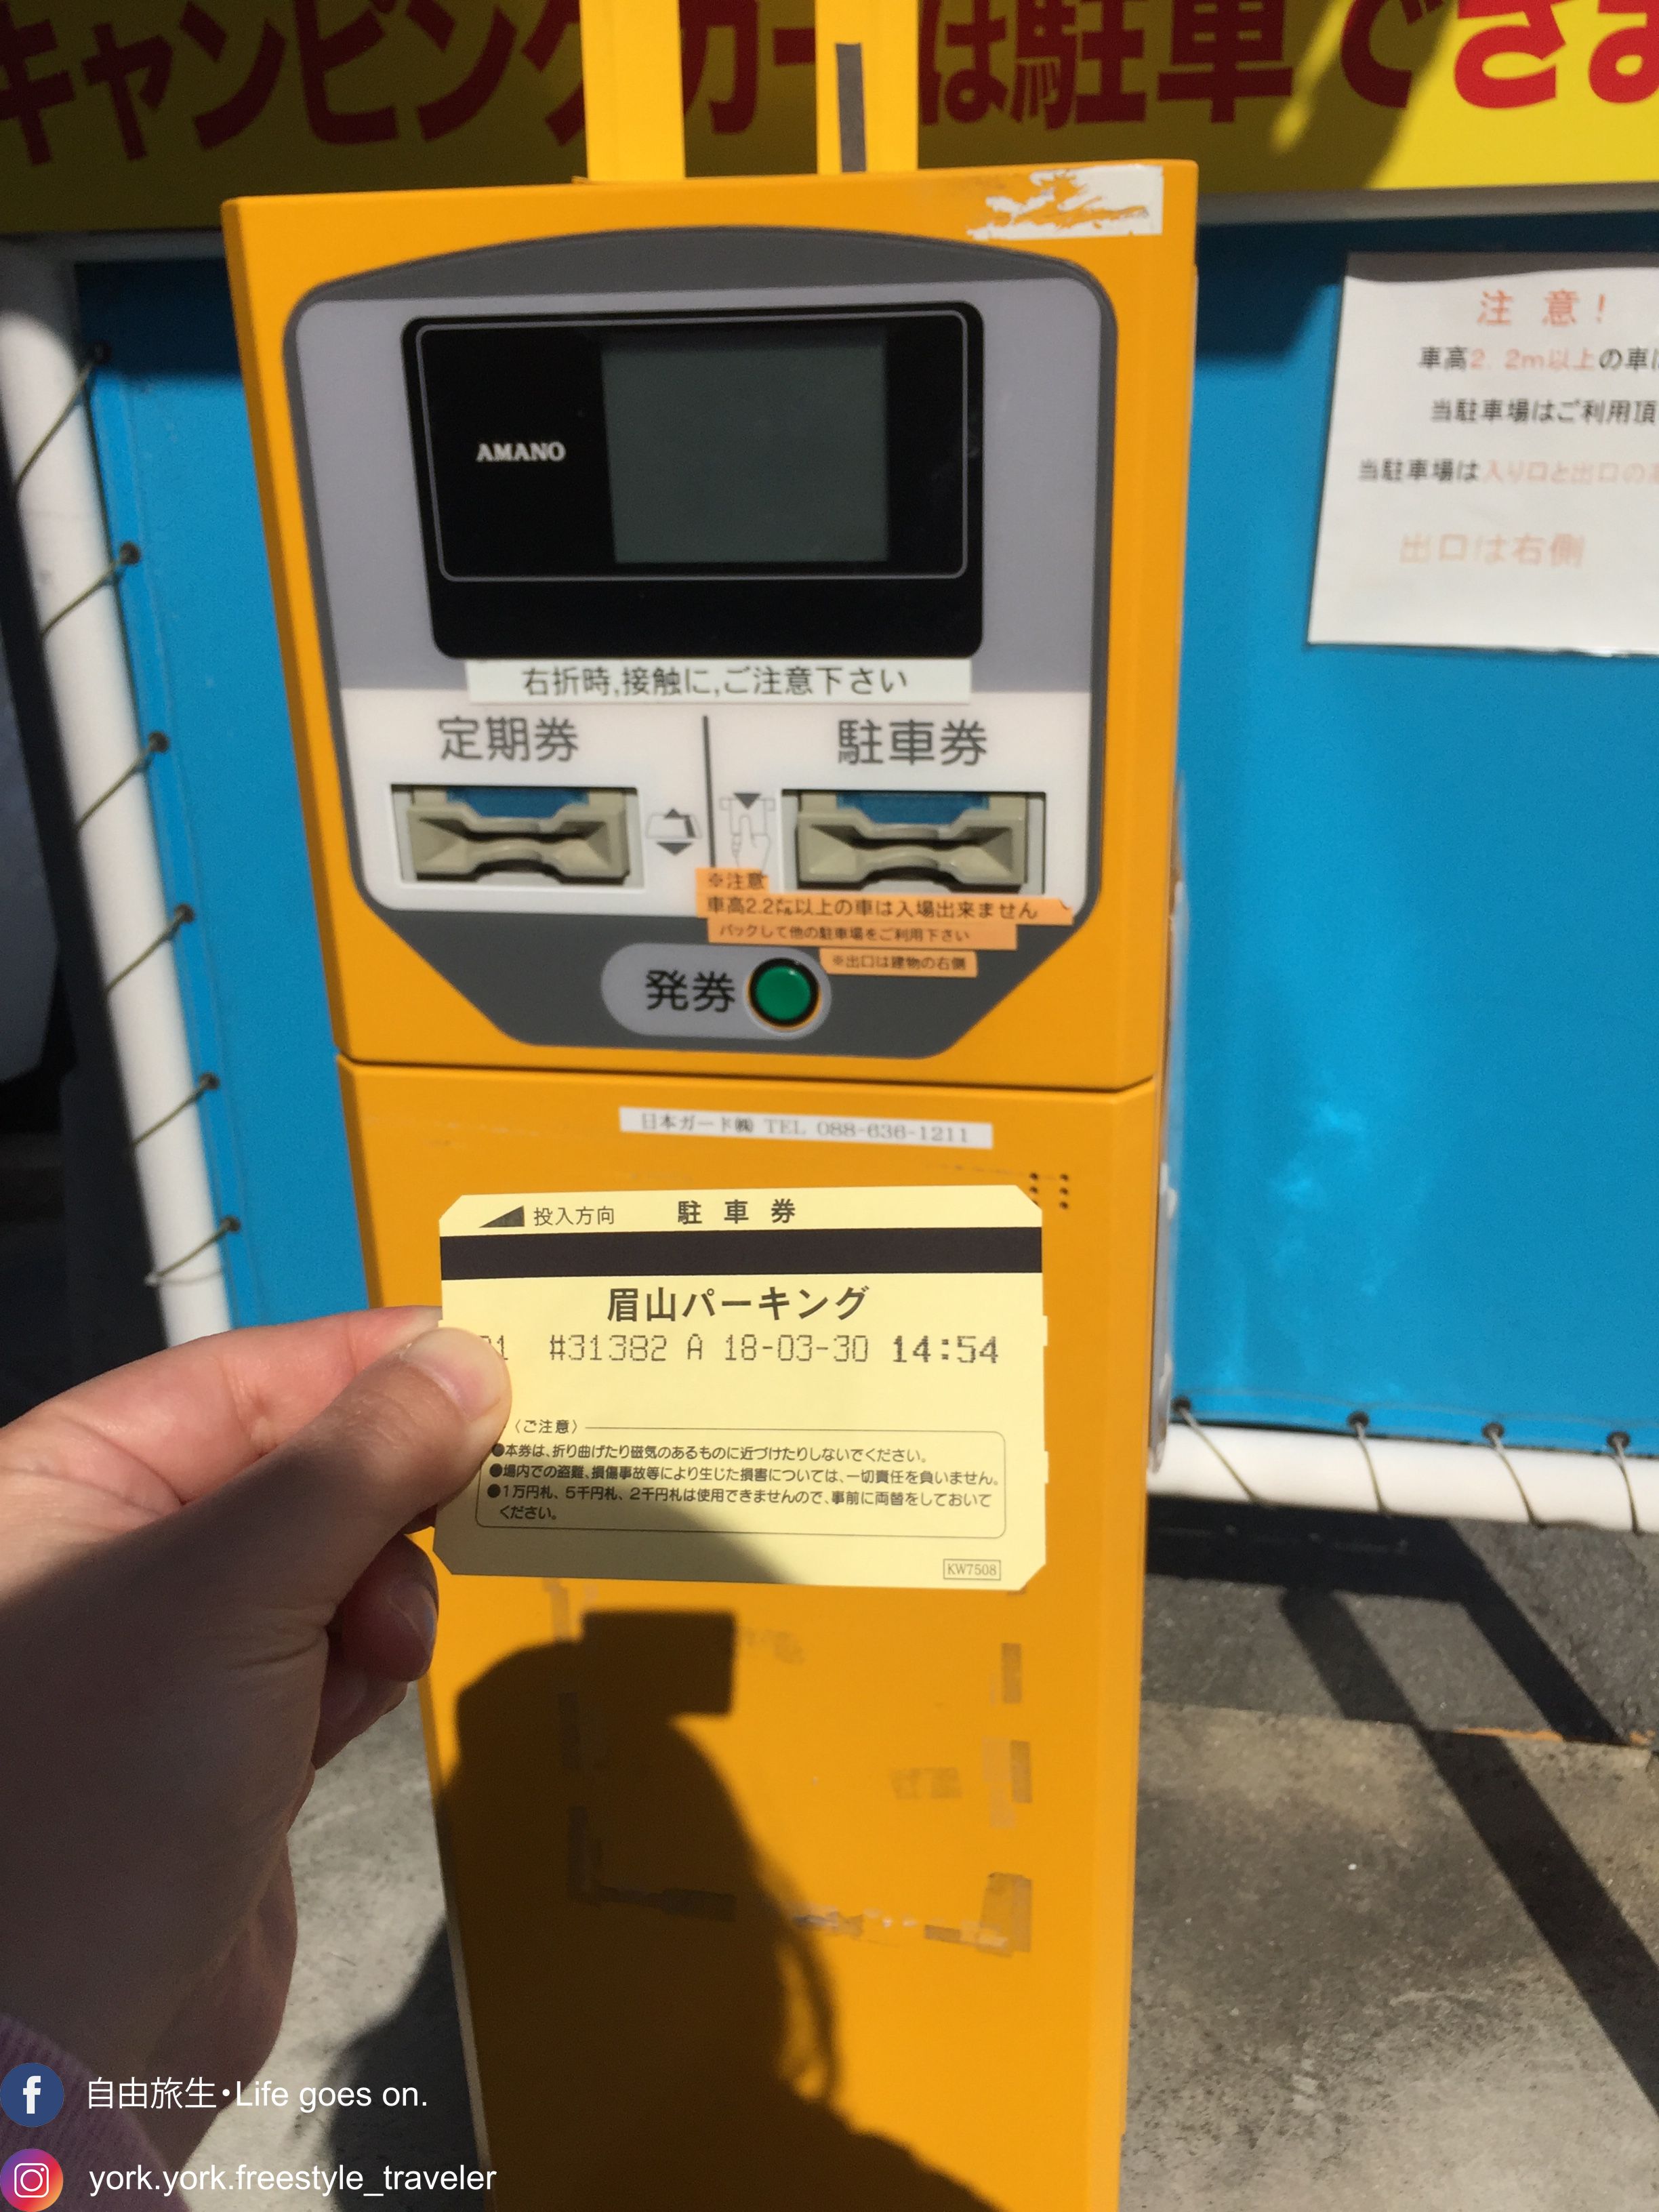 キャンピングカーは駐車でき
注 意！
車高2.2m以上の車は
当駐車場はご利用頂
当駐車場は入り口と出口の
出口は右側
AMANO
右折時,接触に,ご注意下さい
定期券
駐車券
※注意
車高2.2㍍以上の車は入場出来ません
バックして他の駐車場をご利用下さい
※出口は建物の右側
発券
日本ガード㈱ TEL 088-636-1211
投入方向 駐車券
眉山パーキング
#31382 A 18-03-30 14:54
〈ご注意〉
●本券は、折り曲げたり磁気のあるものに近づけたりしないでください。
●場内での盗難、損傷事故等により生じた損害については、一切責任を負いません。
●1万円札、5千円札、2千円札は使用できませんので、事前に両替をしておいて
ください。
KW7508
自由旅生・Life goes on.
york.york.freestyle_traveler